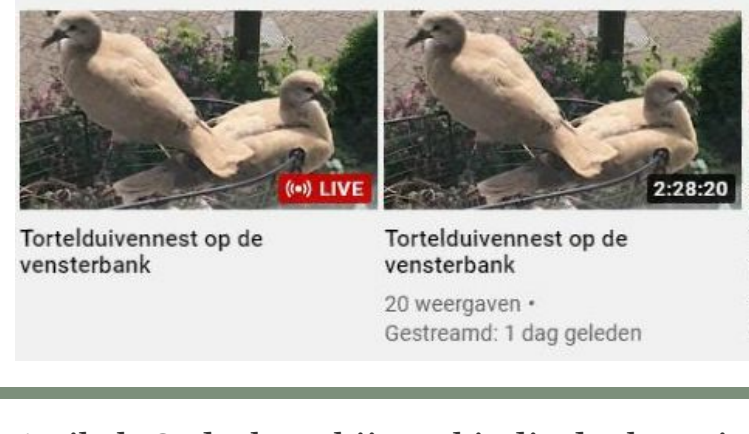 ((•)) LIVE
2:28:20
Tortelduivennest op de
vensterbank
Tortelduivennest op de
vensterbank
20 weergaven •
Gestreamd: 1 dag geleden